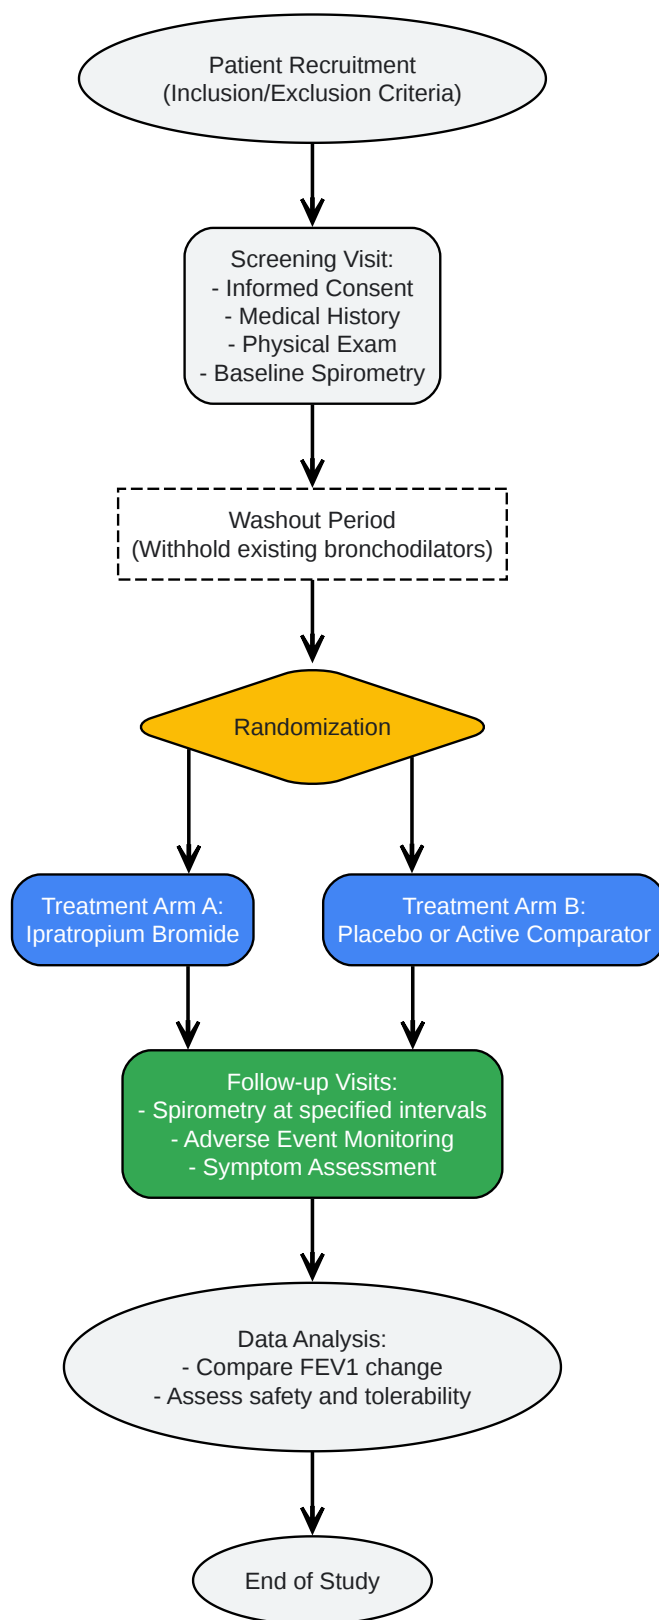 Patient Recruitment
(Inclusion/Exclusion Criteria)
Screening Visit:
- Informed Consent
- Medical History
- Physical Exam
- Baseline Spirometry
Washout Period
(Withhold existing bronchodilators)
Randomization
Treatment Arm A:
Ipratropium Bromide
Treatment Arm B:
Placebo or Active Comparator
Follow-up Visits:
- Spirometry at specified intervals
- Adverse Event Monitoring
- Symptom Assessment
Data Analysis:
- Compare FEV1 change
- Assess safety and tolerability
End of Study